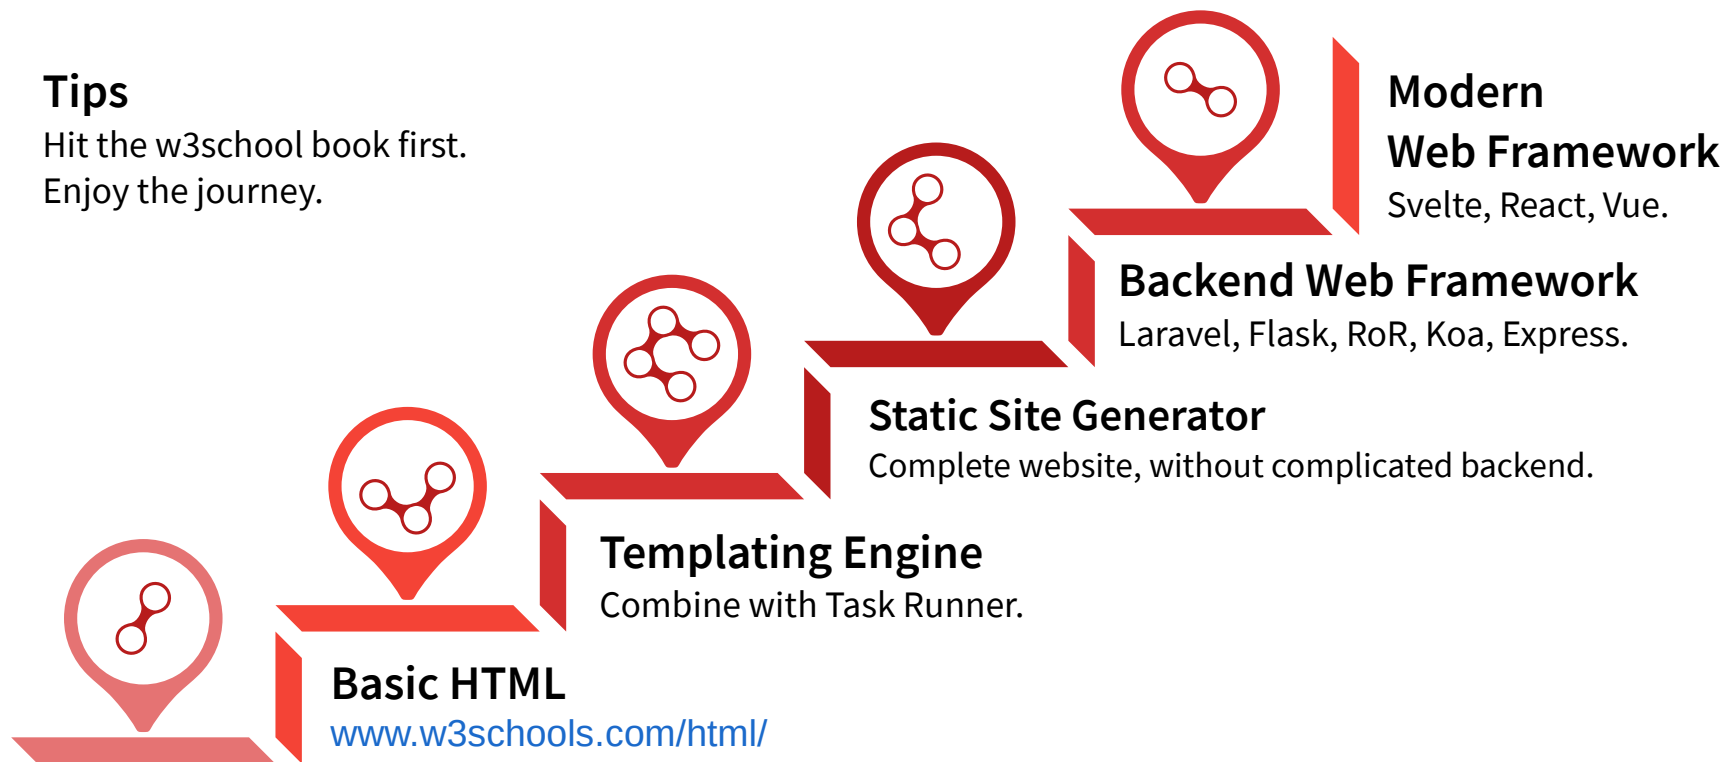 Tips
Hit the w3school book first.
Enjoy the journey.
Modern
Web Framework
Svelte, React, Vue.
Backend Web Framework
Laravel, Flask, RoR, Koa, Express.
Static Site Generator
Complete website, without complicated backend.
Templating Engine
Combine with Task Runner.
Basic HTML
www.w3schools.com/html/